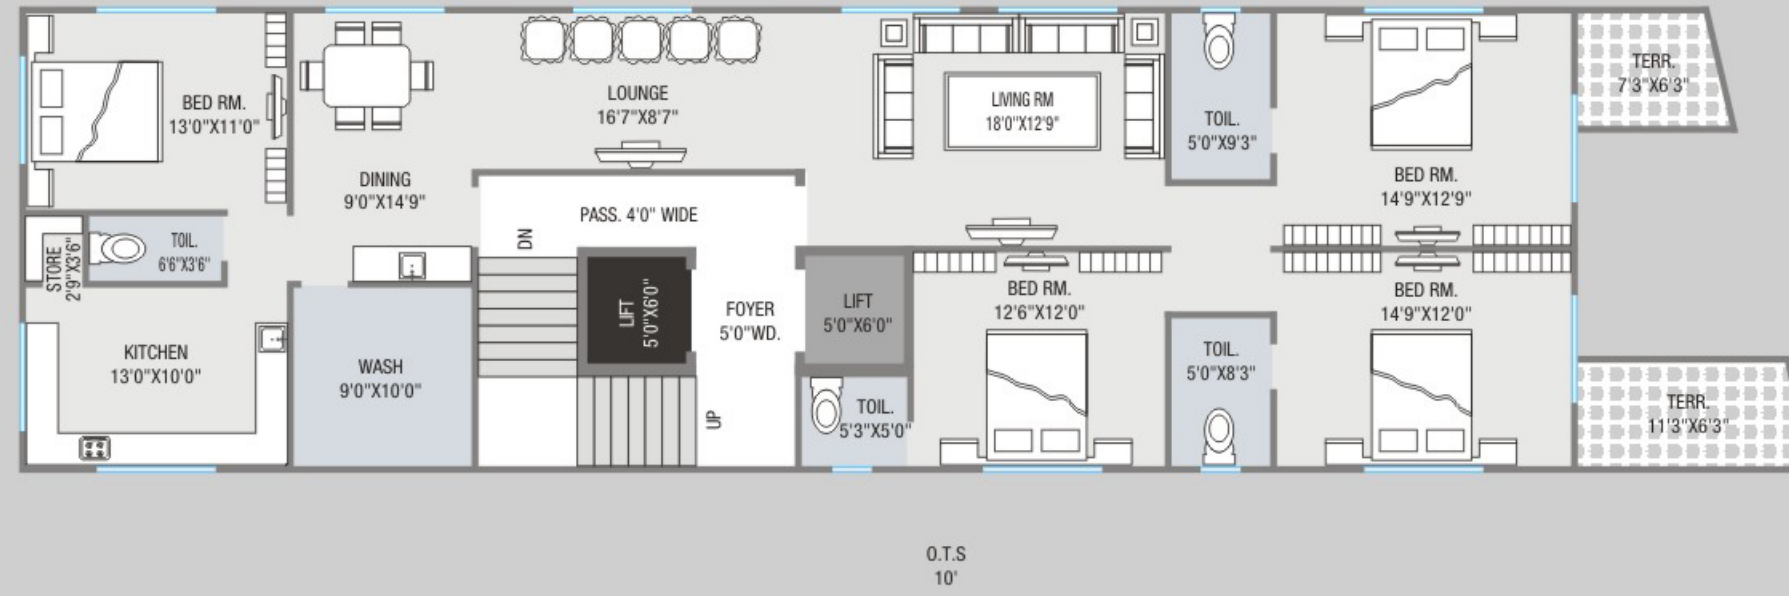 BED RM.
13'0"X11'0"
DINING
9'0"X14'9"
LOUNGE
16'7"X8'7"
LIVING RM
18'0"X12'9"
TOIL.
5'0"X9'3"
BED RM.
14'9"X12'9"
TERR.
7'3"X6'3"
STORE
2'9"X3'6"
TOIL.
6'6"X3'6"
PASS. 4'0" WIDE
DN
KITCHEN
13'0"X10'0"
WASH
9'0"X10'0"
LIFT
5'0"X6'0"
FOYER
5'0"WD.
UP
LIFT
5'0"X6'0"
TOIL.
5'3"X5'0"
BED RM.
12'6"X12'0"
TOIL.
5'0"X8'3"
BED RM.
14'9"X12'0"
TERR.
11'3"X6'3"
O.T.S
10'